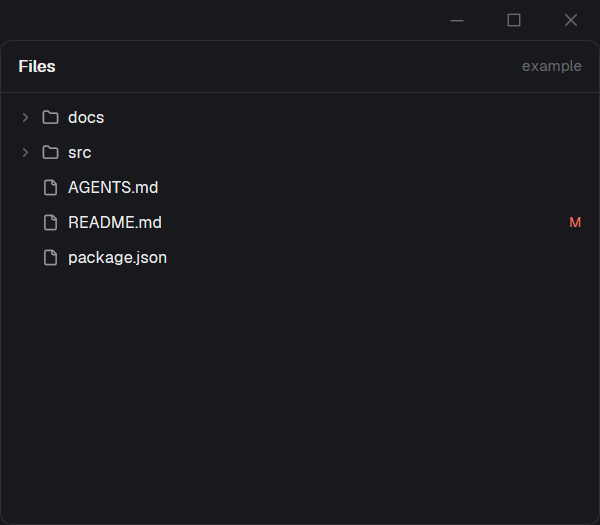 Files example
docs
src
AGENTS.md
README.md M
package.json